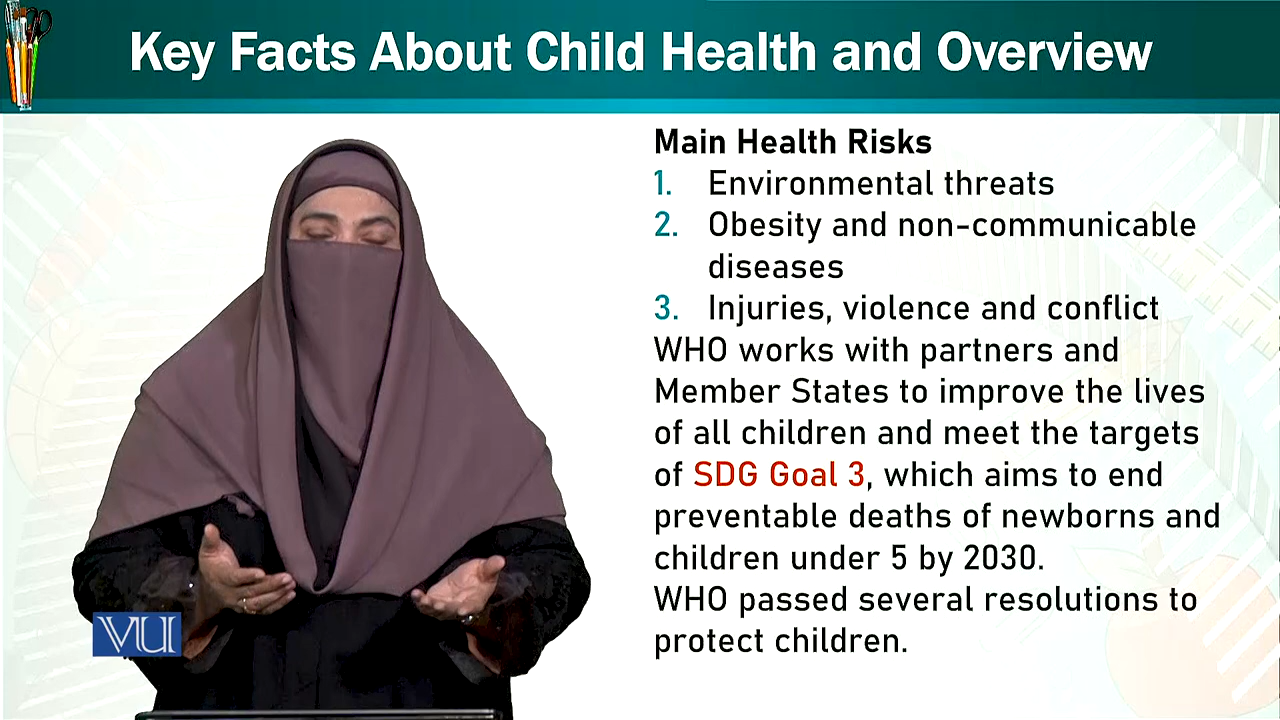 Key Facts About Child Health and Overview
Main Health Risks
1. Environmental threats
2. Obesity and non-communicable
diseases
3. Injuries, violence and conflict
WHO works with partners and
Member States to improve the lives
of all children and meet the targets
of SDG Goal 3, which aims to end
preventable deaths of newborns and
children under 5 by 2030.
WHO passed several resolutions to
protect children.
VU